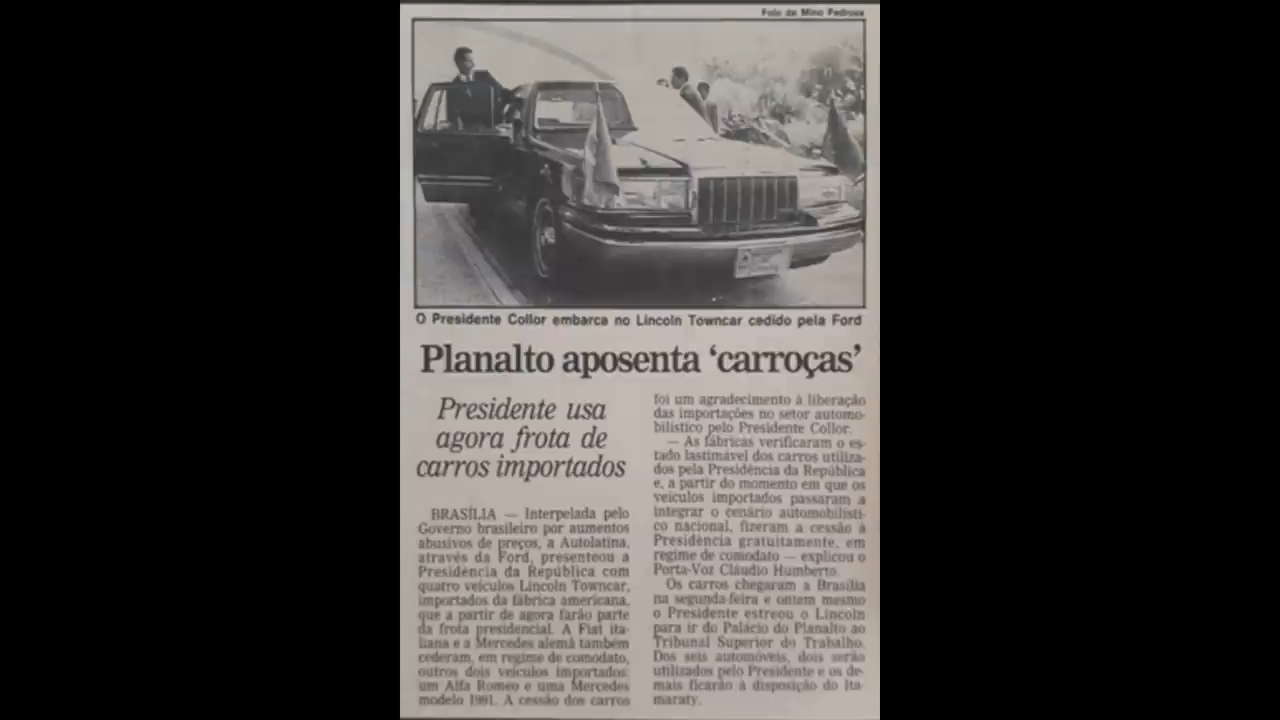 Foto de Mino Pedrosa
O Presidente Collor embarca no Lincoln Towncar cedido pela Ford
Planalto aposenta ‘carroças’
Presidente usa
agora frota de
carros importados
BRASÍLIA — Interpelada pelo
Governo brasileiro por aumentos
abusivos de preços, a Autolatina,
através da Ford, presenteou a
Presidência da República com
quatro veículos Lincoln Towncar,
importados da fábrica americana,
que a partir de agora farão parte
da frota presidencial. A Fiat ita-
liana e a Mercedes alemã também
cederam, em regime de comodato,
outros dois veículos importados:
um Alfa Romeo e uma Mercedes
modelo 1991. A cessão dos carros
foi um agradecimento à liberação
das importações no setor automo-
bilístico pelo Presidente Collor.
— As fábricas verificaram o es-
tado lastimável dos carros utiliza-
dos pela Presidência da República
e, a partir do momento em que os
veículos importados passaram a
integrar o cenário automobilísti-
co nacional, fizeram a cessão à
Presidência gratuitamente, em
regime de comodato — explicou o
Porta-Voz Cláudio Humberto.
Os carros chegaram a Brasília
na segunda-feira e ontem mesmo
o Presidente estreou o Lincoln
para ir do Palácio do Planalto ao
Tribunal Superior do Trabalho.
Dos seis automóveis, dois serão
utilizados pelo Presidente e os de-
mais ficarão à disposição do Ita-
maraty.